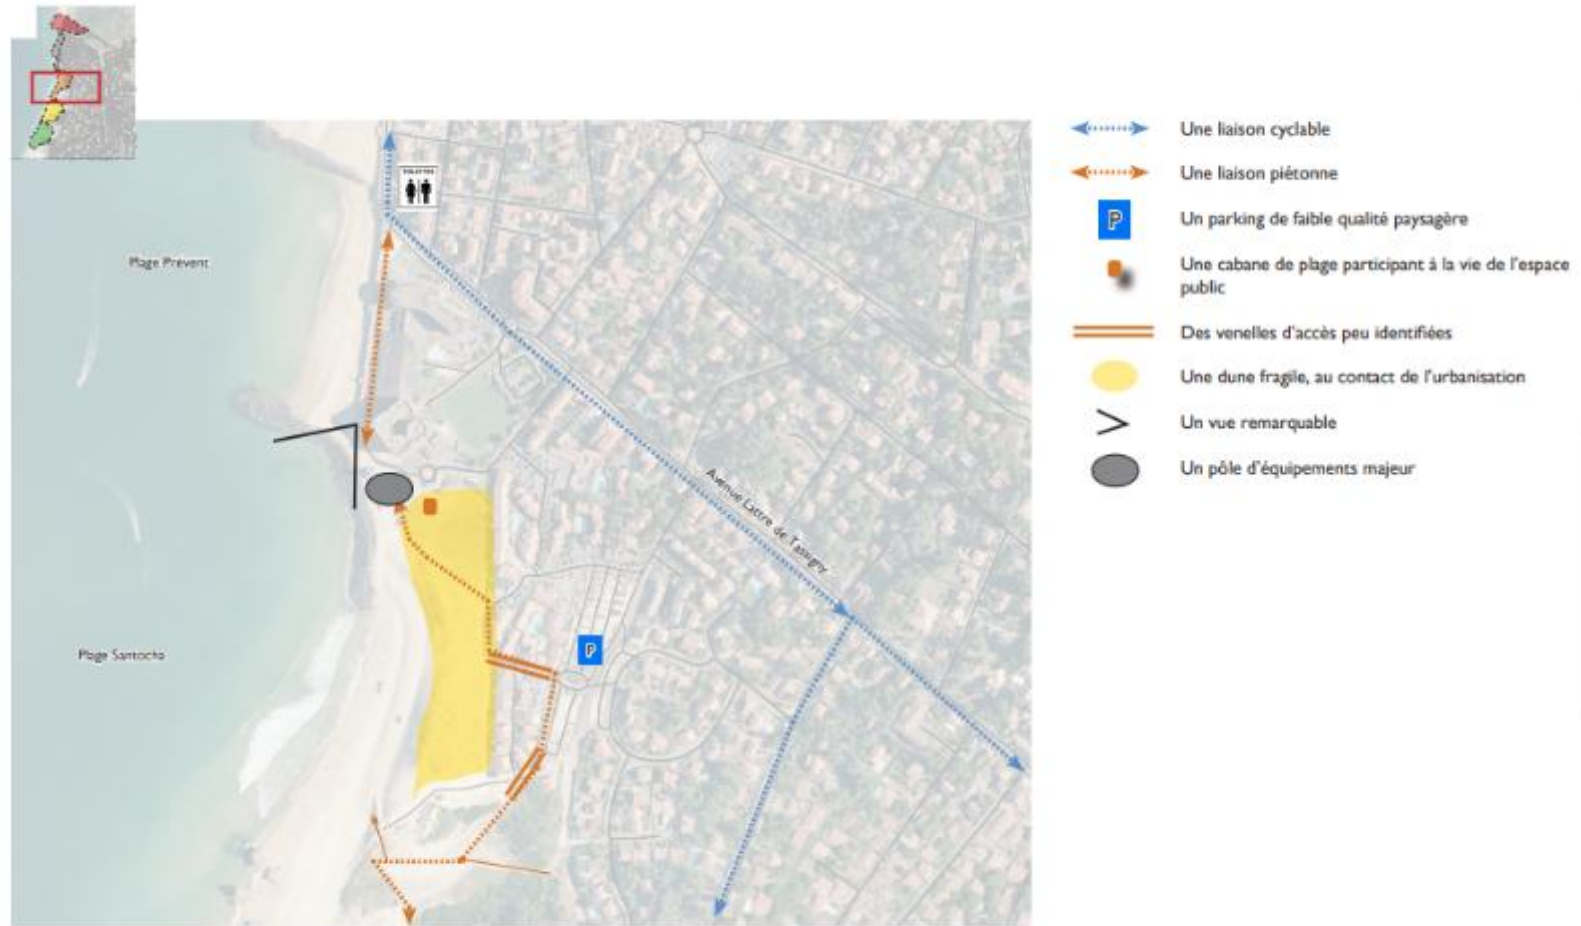 TOILETTES
Plage Prévent
Avenue Lattre de Tassigny
P
Plage Santocha
Une liaison cyclable
Une liaison piétonne
P
Un parking de faible qualité paysagère
Une cabane de plage participant à la vie de l'espace
public
Des venelles d'accès peu identifiées
Une dune fragile, au contact de l'urbanisation
Un vue remarquable
Un pôle d'équipements majeur